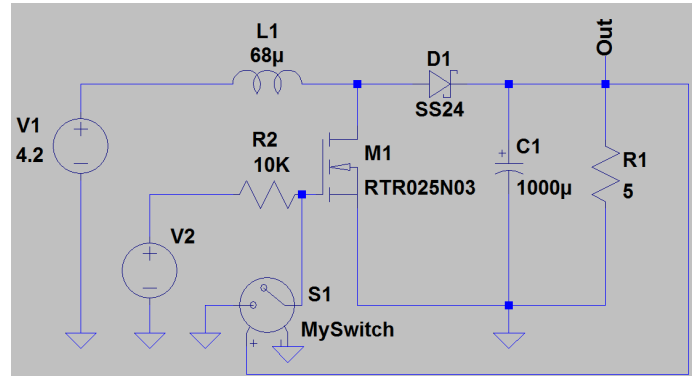 L1
68µ
D1
SS24
Out
V1
4.2
R2
10K
M1
RTR025N03
C1
1000µ
R1
5
V2
S1
MySwitch